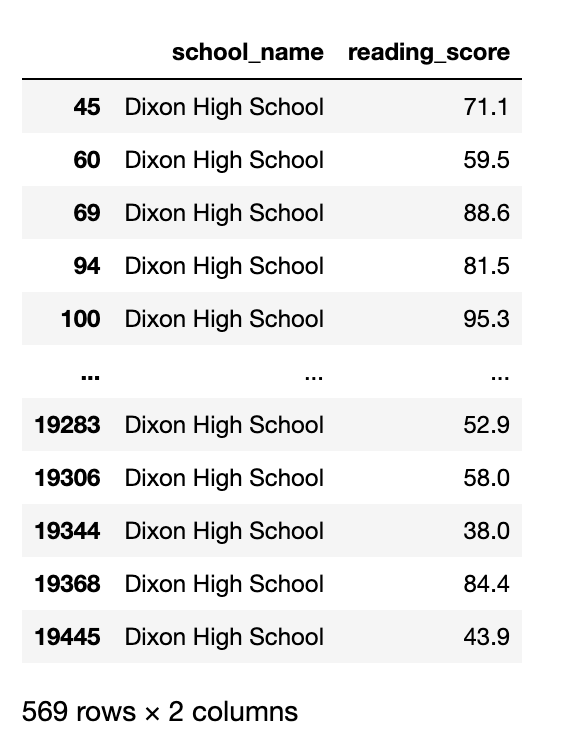 school_name reading_score
45 Dixon High School 71.1
60 Dixon High School 59.5
69 Dixon High School 88.6
94 Dixon High School 81.5
100 Dixon High School 95.3
... ... ...
19283 Dixon High School 52.9
19306 Dixon High School 58.0
19344 Dixon High School 38.0
19368 Dixon High School 84.4
19445 Dixon High School 43.9
569 rows × 2 columns